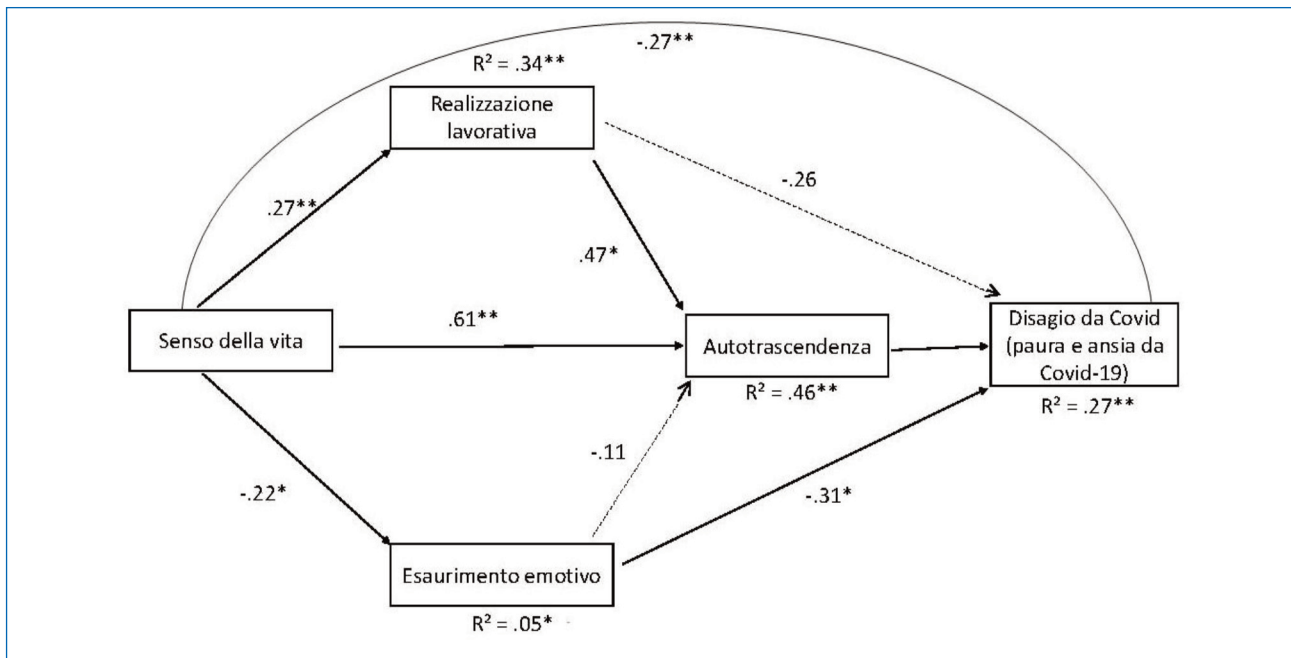 -.27**
R² = .34**
Realizzazione
lavorativa
-.26
.27**
.47*
Senso della vita
.61**
Autotrascendenza
R² = .46**
Disagio da Covid
(paura e ansia da
Covid-19)
R² = .27**
-.11
-.22*
-.31*
Esaurimento emotivo
R² = .05*